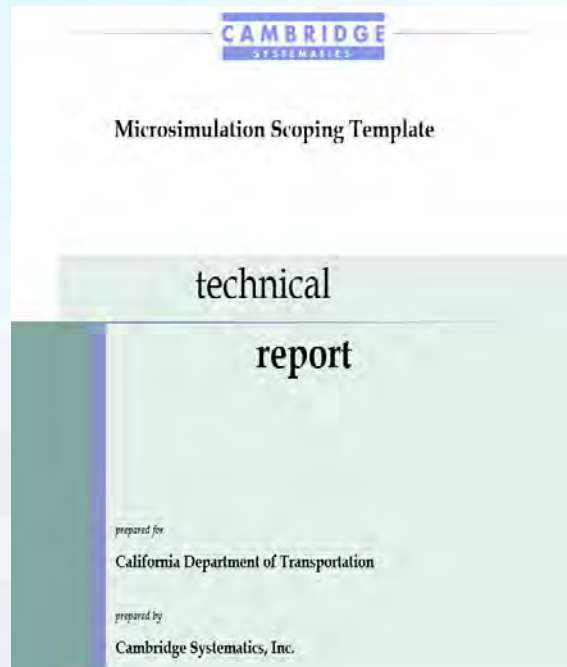 CAMBRIDGE
SYSTEMATICS
Microsimulation Scoping Template
technical
report
prepared for
California Department of Transportation
prepared by
Cambridge Systematics, Inc.